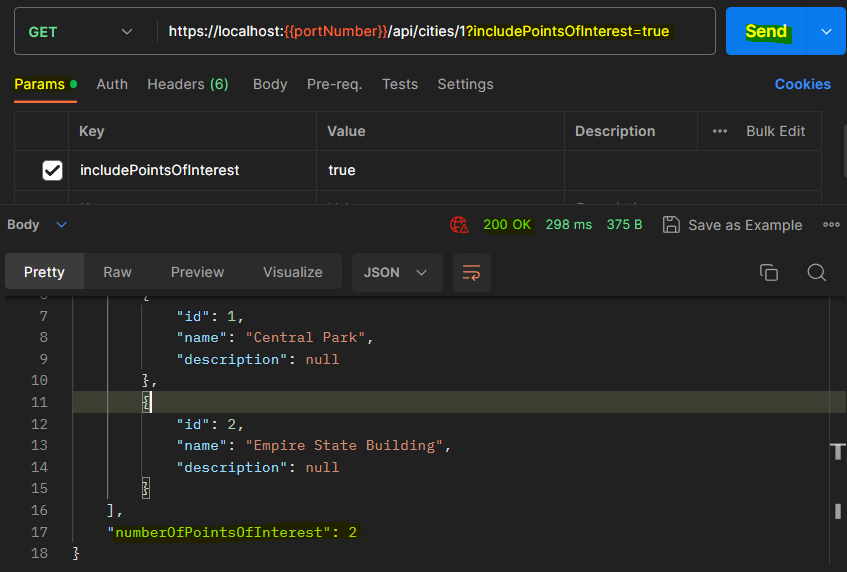 GET https://localhost:{{portNumber}}/api/cities/1?includePointsOfInterest=true Send
Params Auth Headers (6) Body Pre-req. Tests Settings Cookies
Key Value Description Bulk Edit
includePointsOfInterest true
Body 200 OK 298 ms 375 B Save as Example
Pretty Raw Preview Visualize JSON
7 "id": 1,
8 "name": "Central Park",
9 "description": null
10 },
11 {
12 "id": 2,
13 "name": "Empire State Building",
14 "description": null
15 }
16 ],
17 "numberOfPointsOfInterest": 2
18 }